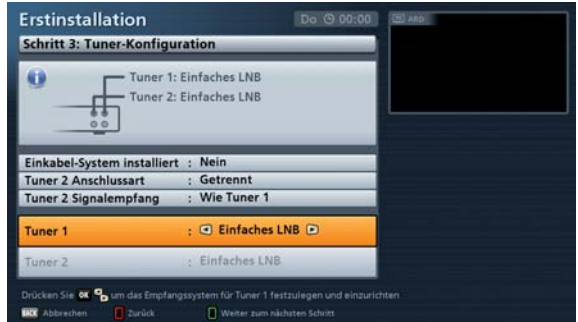 Erstinstallation
Do 00:00
ARD
Schritt 3: Tuner-Konfiguration
Tuner 1: Einfaches LNB
Tuner 2: Einfaches LNB
Einkabel-System installiert : Nein
Tuner 2 Anschlussart : Getrennt
Tuner 2 Signalempfang : Wie Tuner 1
Tuner 1 : Einfaches LNB
Tuner 2 : Einfaches LNB
Drücken Sie OK um das Empfangssystem für Tuner 1 festzulegen und einzurichten
BACK Abbrechen Zurück Weiter zum nächsten Schritt